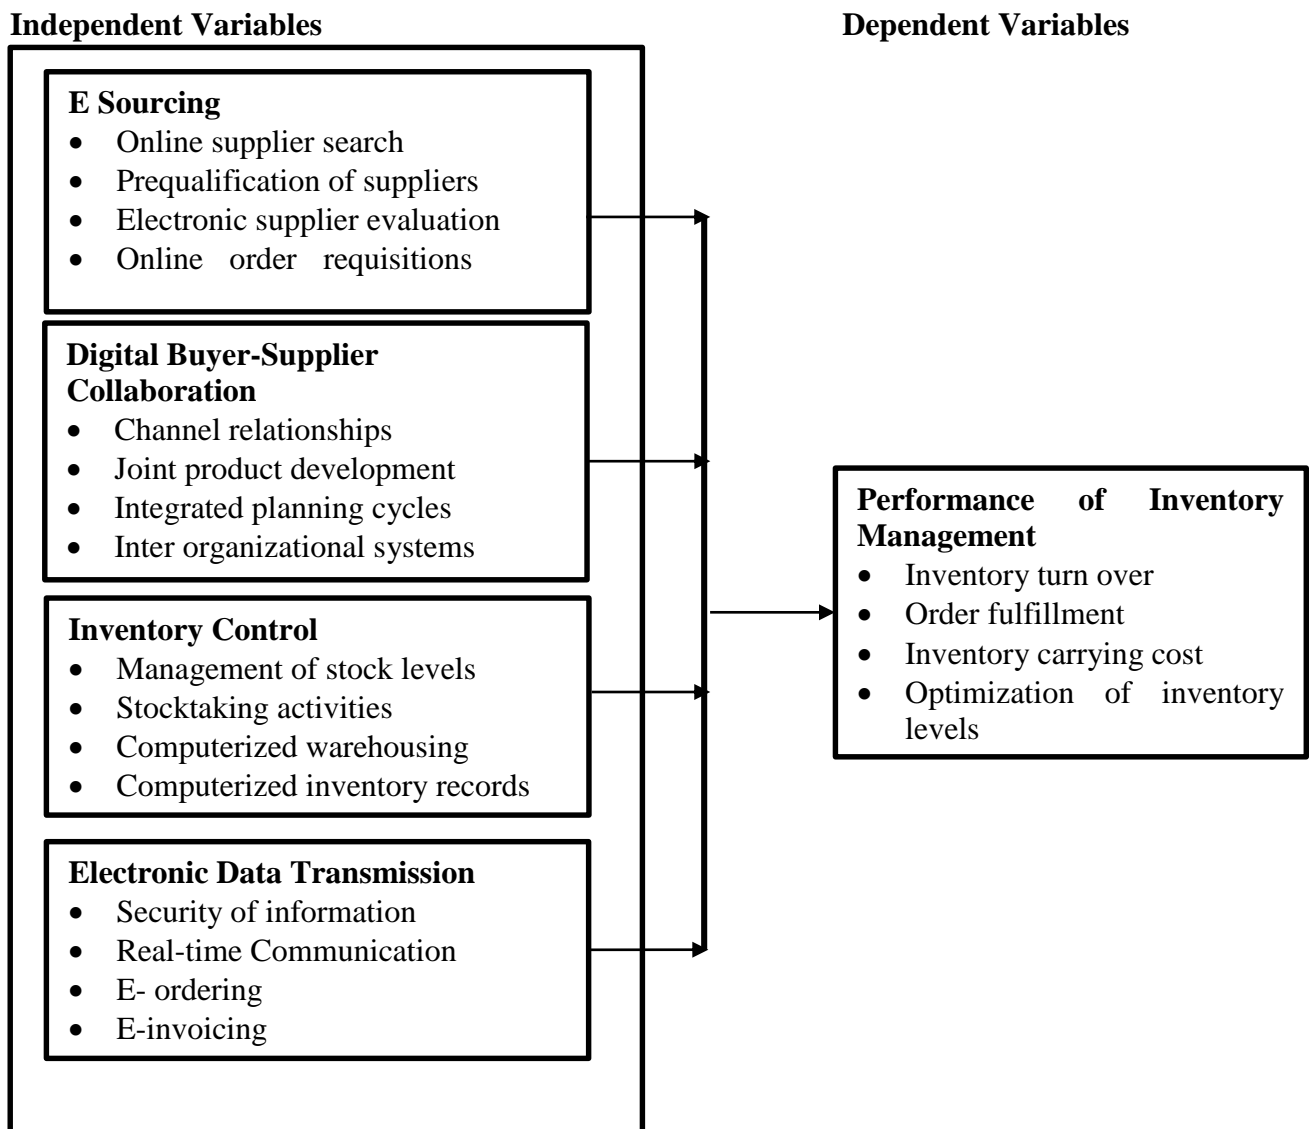 Independent Variables
Dependent Variables
E Sourcing
• Online supplier search
• Prequalification of suppliers
• Electronic supplier evaluation
• Online order requisitions
Digital Buyer-Supplier
Collaboration
• Channel relationships
• Joint product development
• Integrated planning cycles
• Inter organizational systems
Inventory Control
• Management of stock levels
• Stocktaking activities
• Computerized warehousing
• Computerized inventory records
Electronic Data Transmission
• Security of information
• Real-time Communication
• E- ordering
• E-invoicing
Performance of Inventory
Management
• Inventory turn over
• Order fulfillment
• Inventory carrying cost
• Optimization of inventory
levels